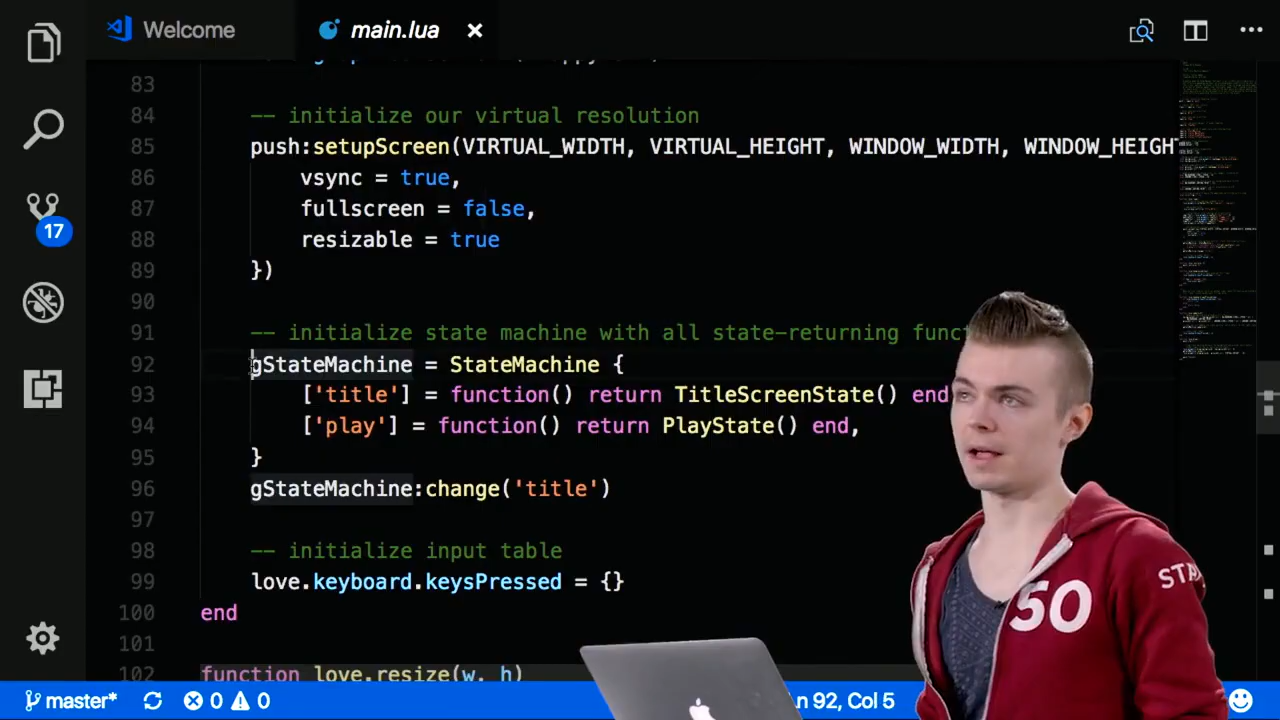 Welcome
main.lua
83
84 -- initialize our virtual resolution
85 push:setupScreen(VIRTUAL_WIDTH, VIRTUAL_HEIGHT, WINDOW_WIDTH, WINDOW_HEIGHT
86 vsync = true,
87 fullscreen = false,
88 resizable = true
89 })
90
91 -- initialize state machine with all state-returning
92 gStateMachine = StateMachine {
93 ['title'] = function() return TitleScreenState() end
94 ['play'] = function() return PlayState() end,
95 }
96 gStateMachine:change('title')
97
98 -- initialize input table
99 love.keyboard.keysPressed = {}
100 end
101
102 function love.resize(w, h)
17
50
master*
0 0
Ln 92, Col 5